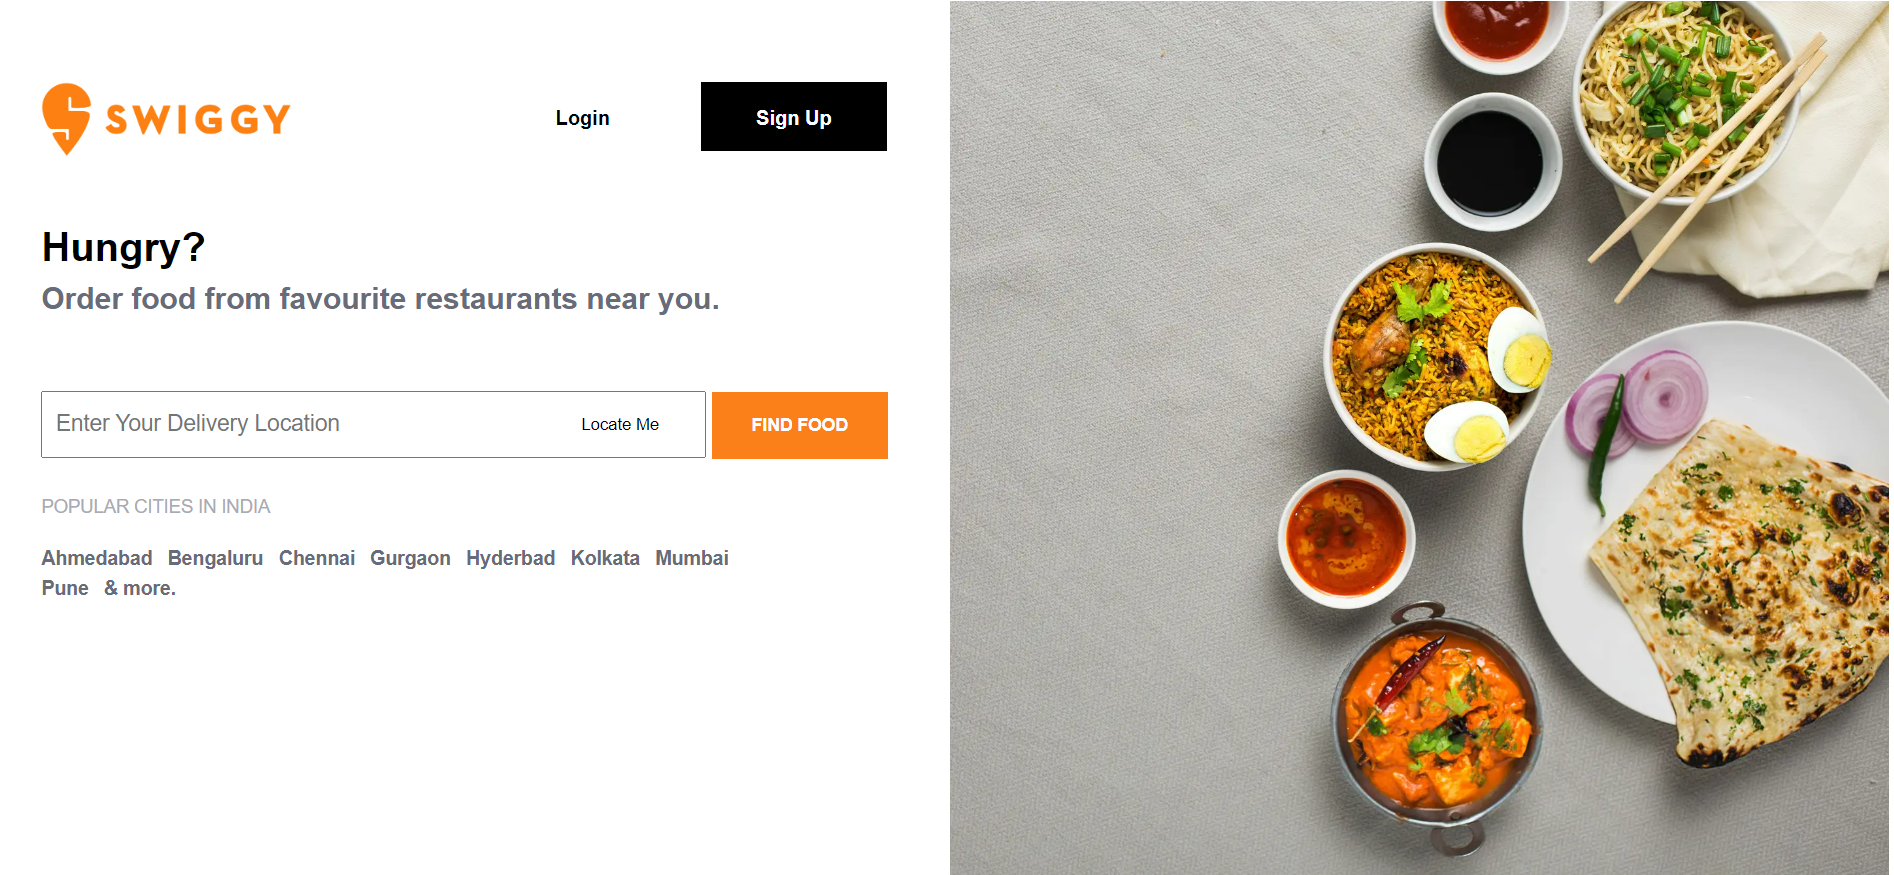 SWIGGY
Login
Sign Up
Hungry?
Order food from favourite restaurants near you.
Enter Your Delivery Location
Locate Me
FIND FOOD
POPULAR CITIES IN INDIA
Ahmedabad Bengaluru Chennai Gurgaon Hyderbad Kolkata Mumbai
Pune & more.